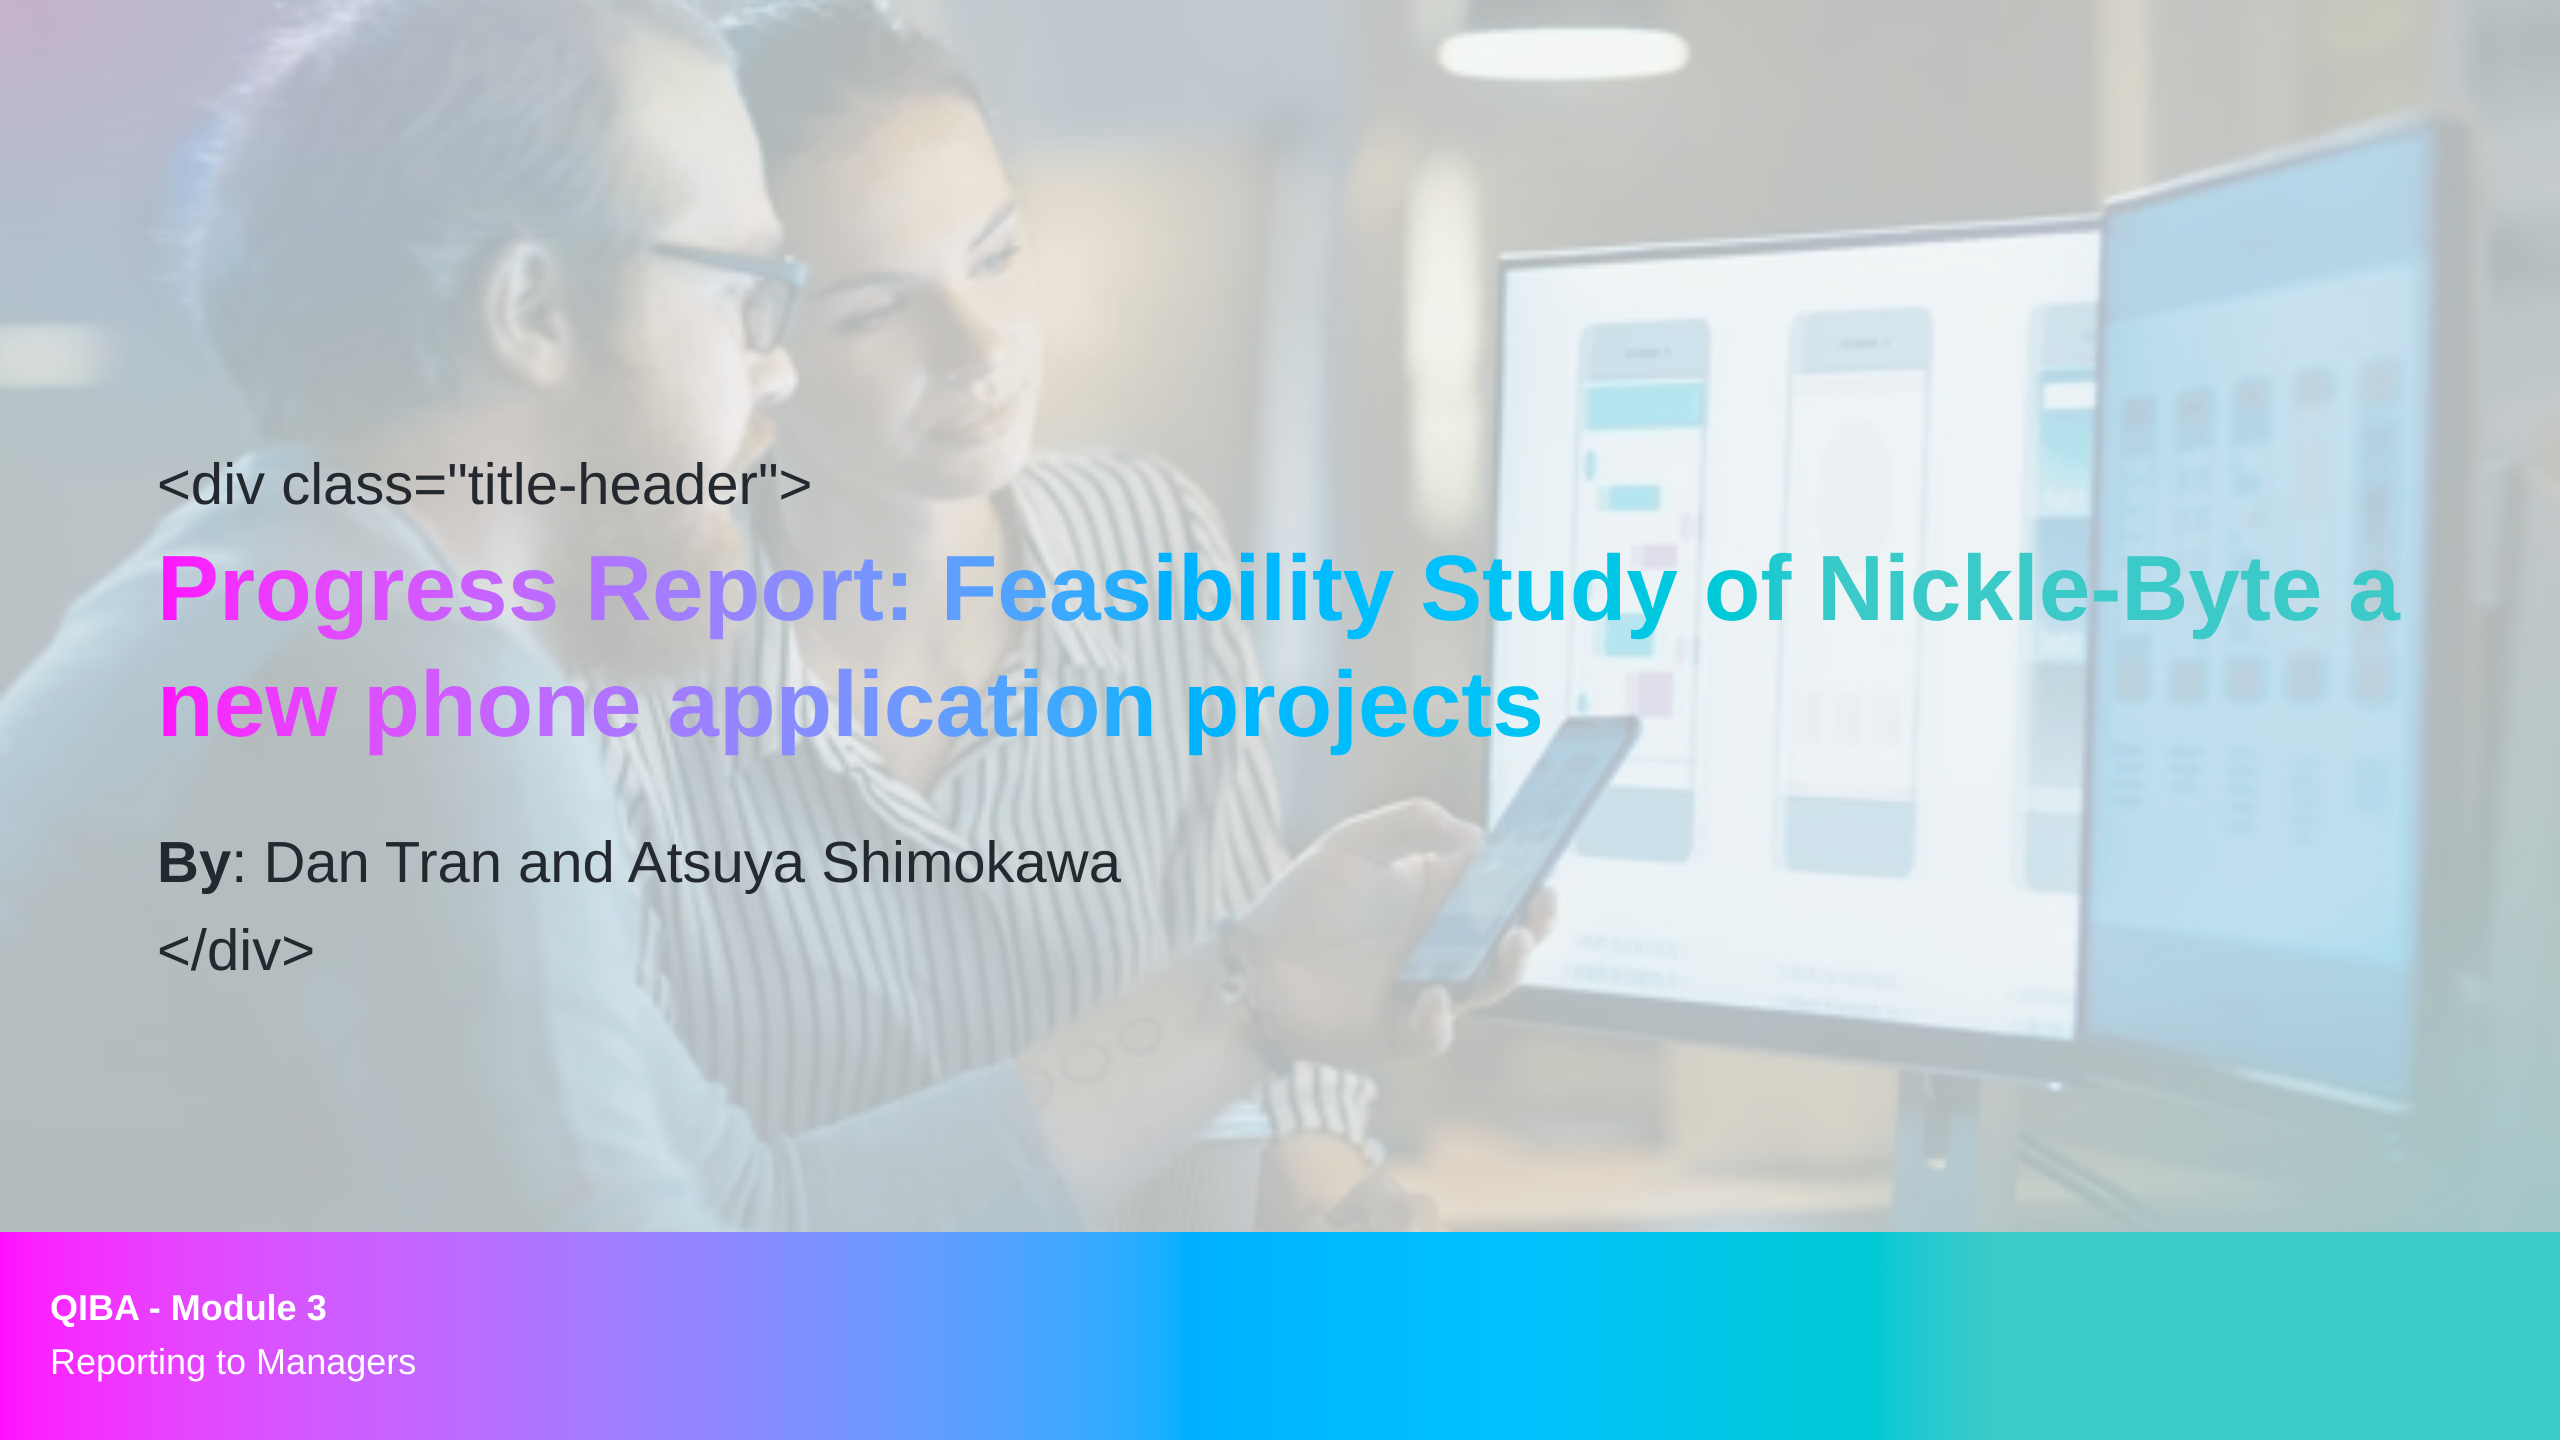 <div class="title-header">
Progress Report: Feasibility Study of Nickle-Byte a
new phone application projects
By: Dan Tran and Atsuya Shimokawa
</div>
QIBA - Module 3
Reporting to Managers